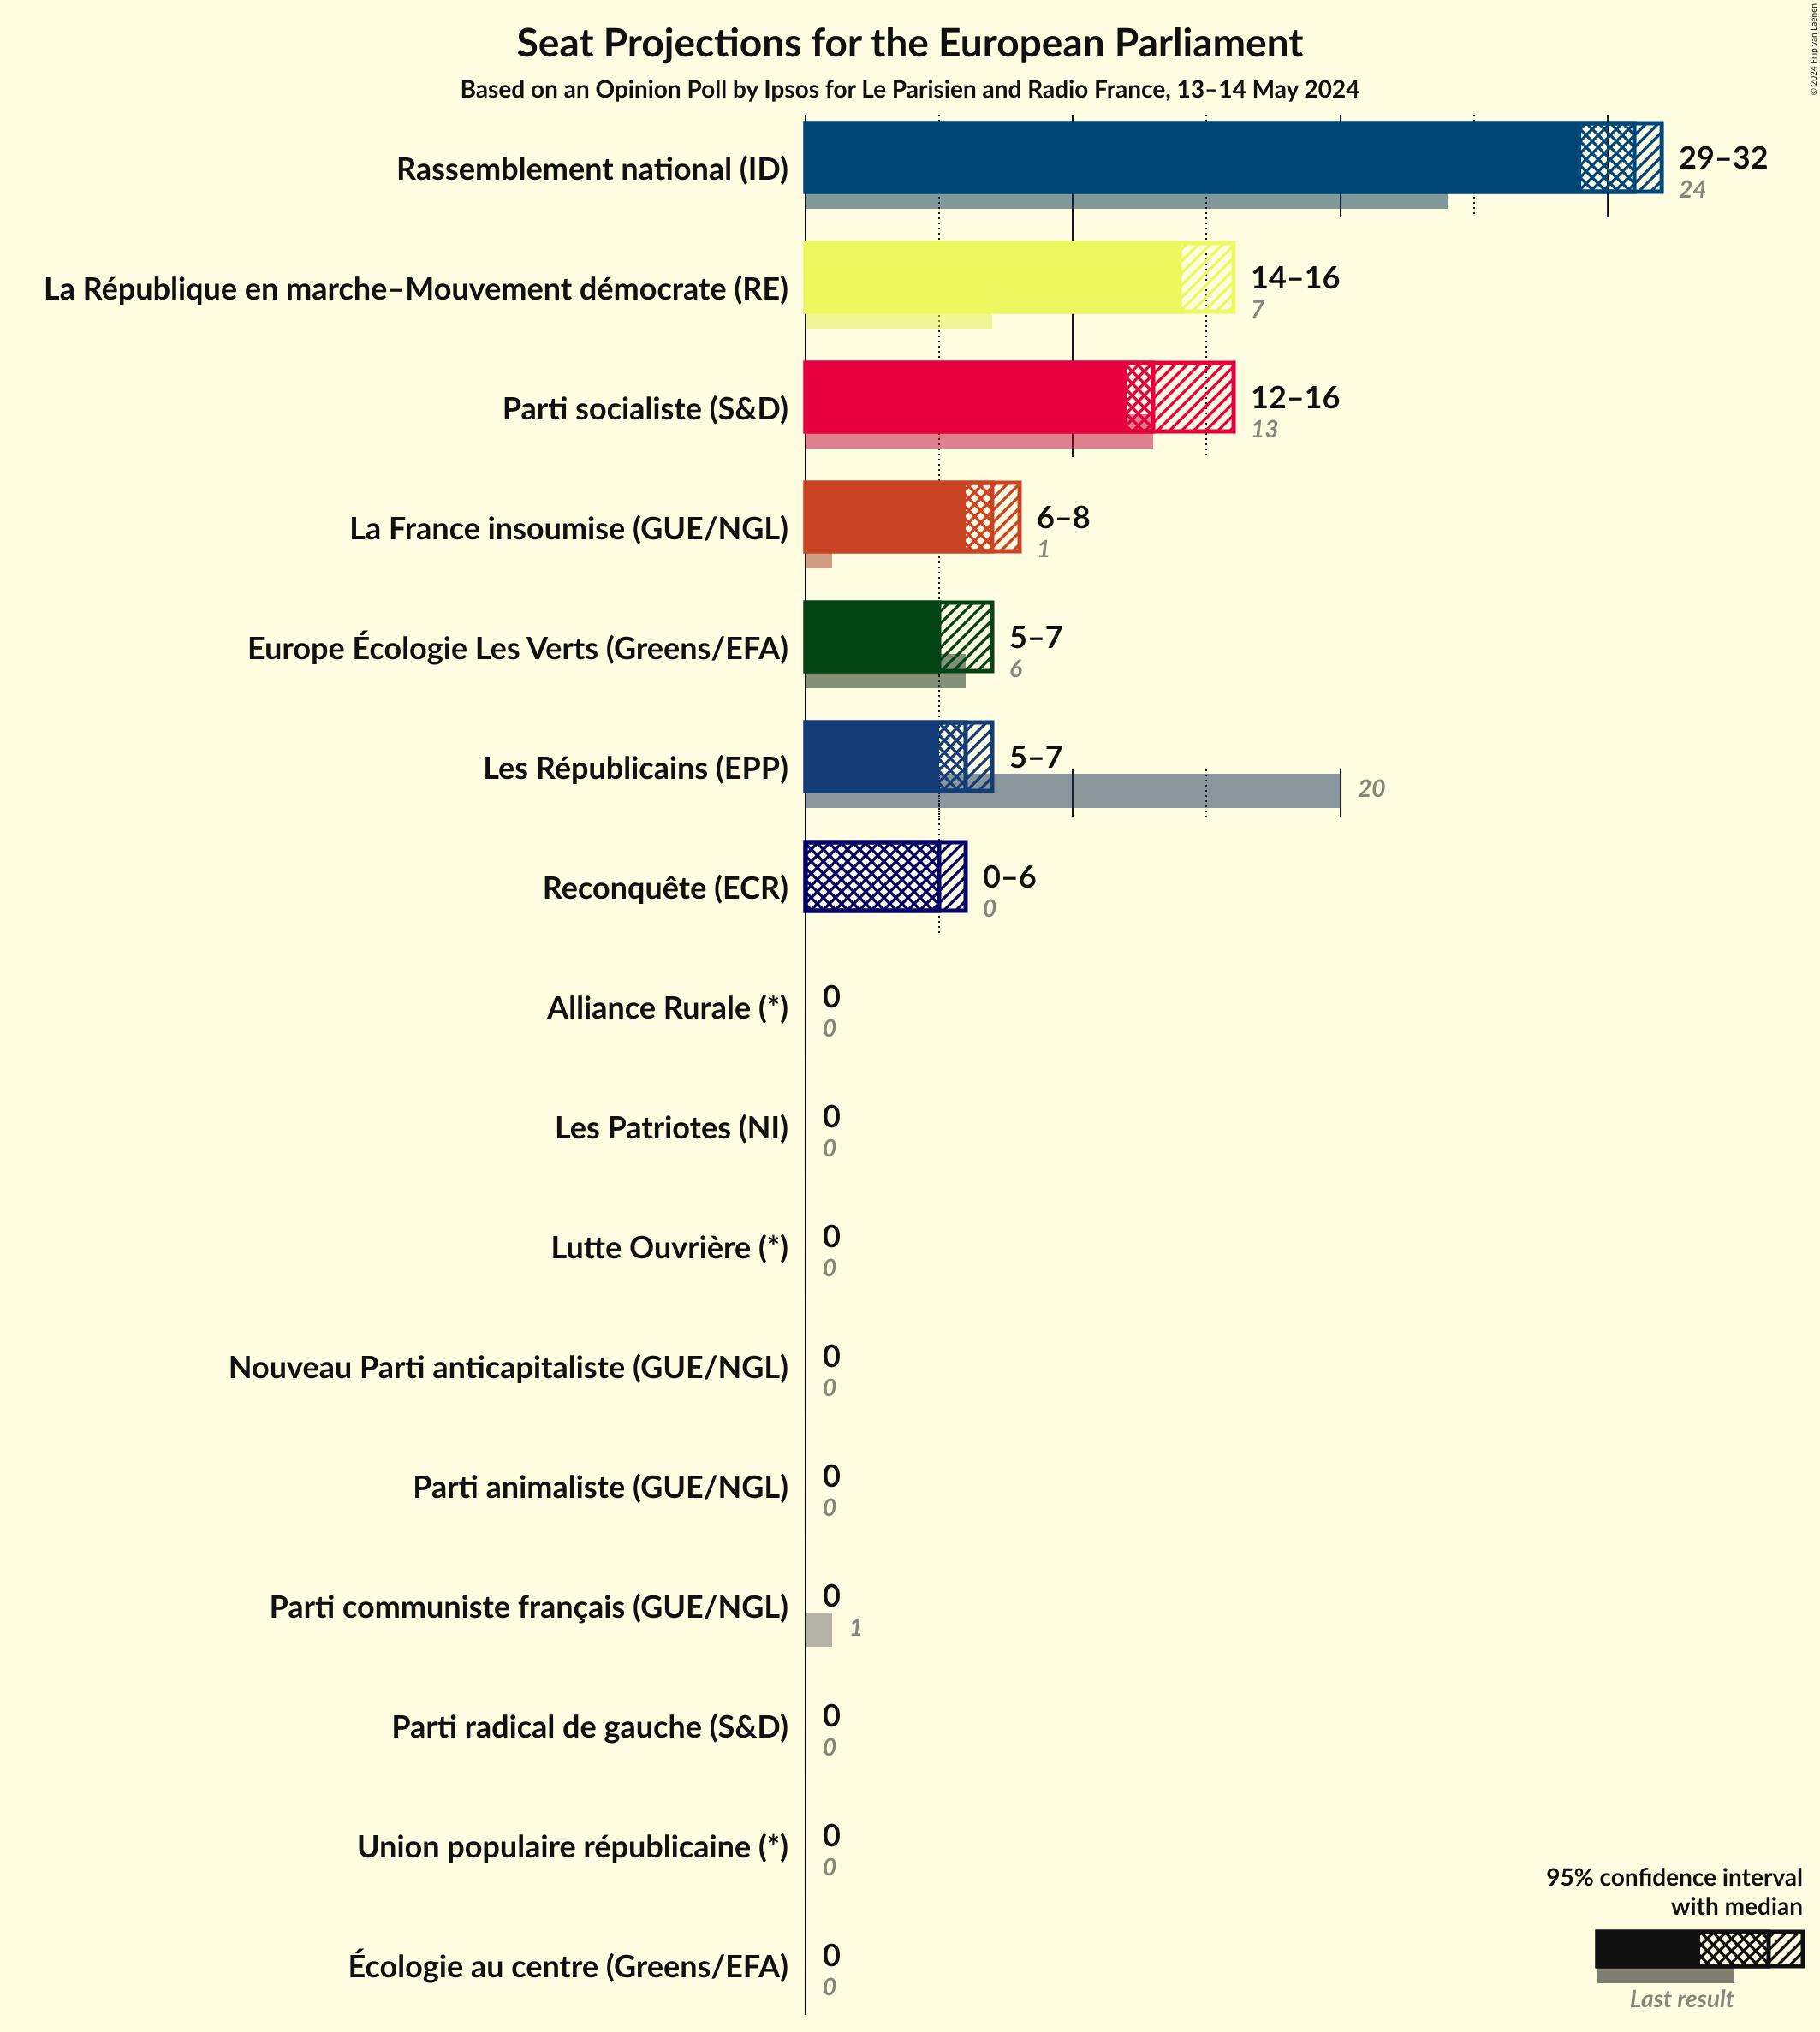 Seat Projections for the European Parliament
Based on an Opinion Poll by Ipsos for Le Parisien and Radio France, 13–14 May 2024
© 2024 Filip van Laenen
Rassemblement national (ID)
29–32
24
La République en marche–Mouvement démocrate (RE)
14–16
7
Parti socialiste (S&D)
12–16
13
La France insoumise (GUE/NGL)
6–8
1
Europe Écologie Les Verts (Greens/EFA)
5–7
6
Les Républicains (EPP)
5–7
20
Reconquête (ECR)
0–6
0
Alliance Rurale (*)
0
0
Les Patriotes (NI)
0
0
Lutte Ouvrière (*)
0
0
Nouveau Parti anticapitaliste (GUE/NGL)
0
0
Parti animaliste (GUE/NGL)
0
0
Parti communiste français (GUE/NGL)
0
1
Parti radical de gauche (S&D)
0
0
Union populaire républicaine (*)
0
0
Écologie au centre (Greens/EFA)
0
0
95% confidence interval
with median
Last result